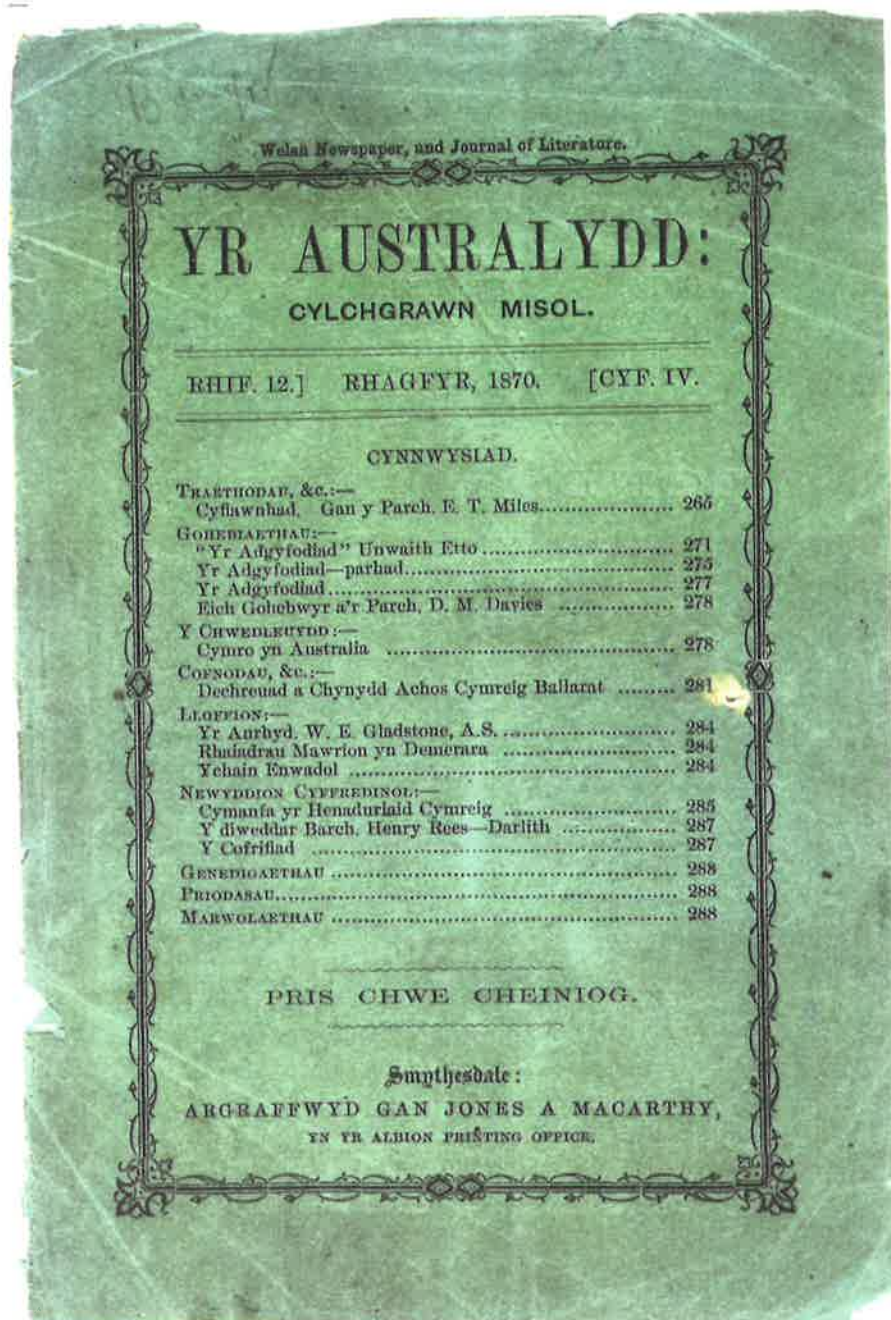 Welsh Newspaper, and Journal of Literature.
YR AUSTRALYDD:
CYLCHGRAWN MISOL.
RHIF. 12.] RHAGFYR, 1870. [CYF. IV.
CYNNWYSIAD.
TRAETHODAU, &c.:—
Cyfiawnhad, Gan y Parch. E. T. Miles..................... 265
GOHEBIAETHAU:—
"Yr Adgyfodiad" Unwaith Etto ............................. 271
Yr Adgyfodiad—parhad......................................... 275
Yr Adgyfodiad..................................................... 277
Eich Gohebwyr a'r Parch. D. M. Davies .................. 278
Y CHWEDLEUYDD:—
Cymro yn Australia ............................................ 278
COFNODAU, &c.:—
Dechreuad a Chynydd Achos Cymreig Ballarat ......... 281
LLOFFION:—
Yr Anrhyd. W. E. Gladstone, A.S. .......................... 284
Rhaiadrau Mawrion yn Demerara .......................... 284
Ychain Enwadol .................................................. 284
NEWYDDION CYFFREDINOL:—
Cymanfa yr Henaduriaid Cymreig .......................... 285
Y diweddar Barch. Henry Rees—Darlith ................. 287
Y Cofrifiad ........................................................ 287
GENEDIGAETHAU ..................................................... 288
PRIODASAU............................................................. 288
MARWOLAETHAU ..................................................... 288
PRIS CHWE CHEINIOG.
Smythesdale:
ARGRAFFWYD GAN JONES A MACARTHY,
YN YR ALBION PRINTING OFFICE.